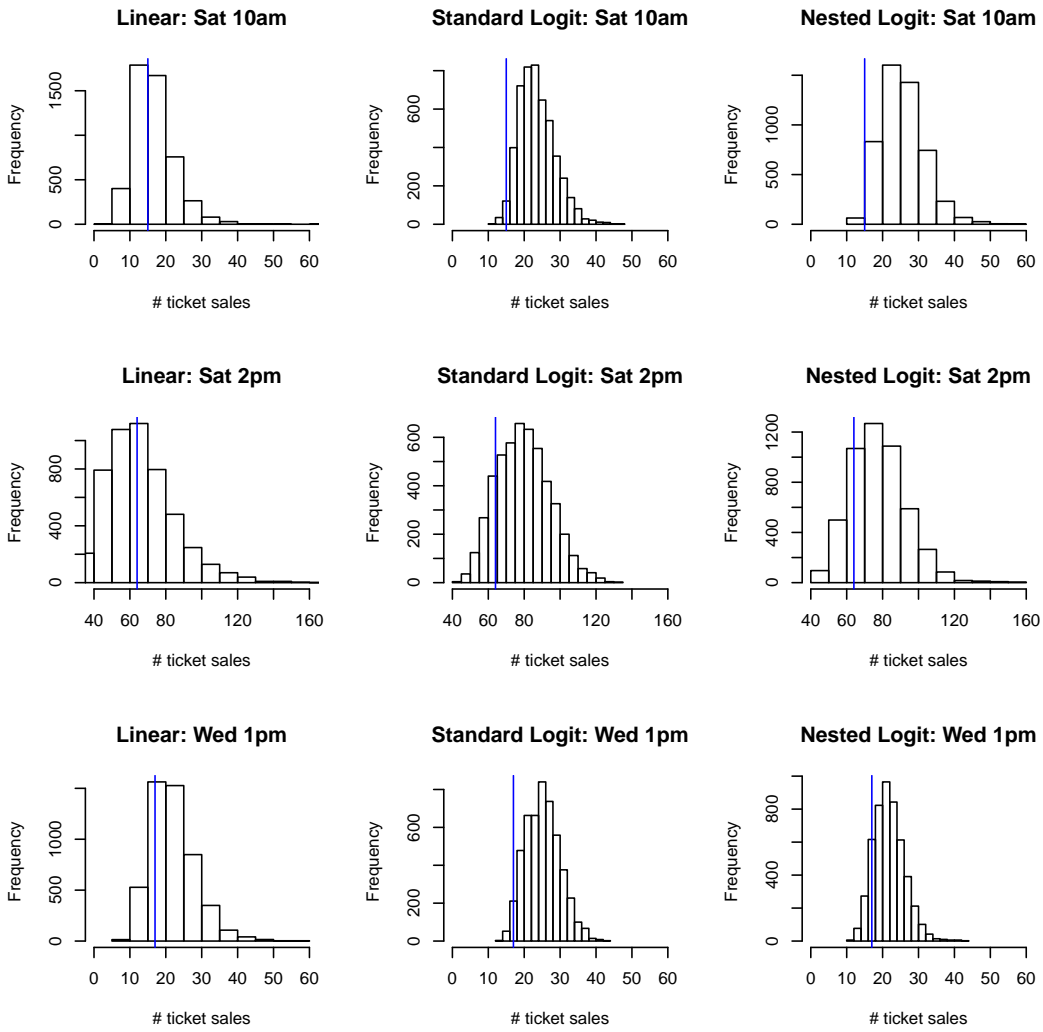 Linear: Sat 10am
Frequency
0 500 1500
0 10 20 30 40 50 60
# ticket sales
Standard Logit: Sat 10am
Frequency
0 200 600
0 10 20 30 40 50 60
# ticket sales
Nested Logit: Sat 10am
Frequency
0 500 1000
0 10 20 30 40 50 60
# ticket sales
Linear: Sat 2pm
Frequency
0 400 800
40 60 80 120 160
# ticket sales
Standard Logit: Sat 2pm
Frequency
0 200 400 600
40 60 80 120 160
# ticket sales
Nested Logit: Sat 2pm
Frequency
0 400 800 1200
40 60 80 120 160
# ticket sales
Linear: Wed 1pm
Frequency
0 500 1000
0 10 20 30 40 50 60
# ticket sales
Standard Logit: Wed 1pm
Frequency
0 200 600
0 10 20 30 40 50 60
# ticket sales
Nested Logit: Wed 1pm
Frequency
0 400 800
0 10 20 30 40 50 60
# ticket sales